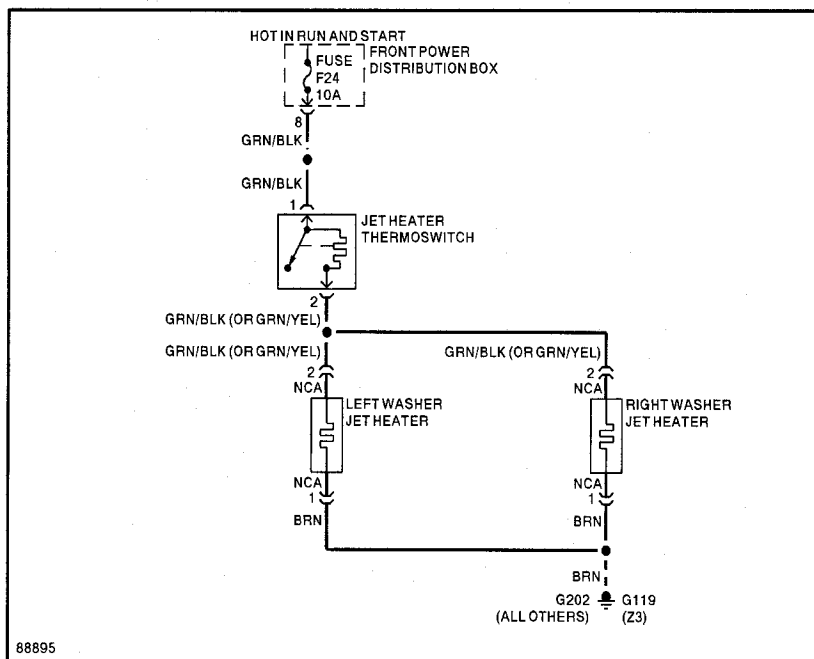 HOT IN RUN AND START
FUSE
F24
10A
FRONT POWER
DISTRIBUTION BOX
8
GRN/BLK
GRN/BLK
1
JET HEATER
THERMOSWITCH
2
GRN/BLK (OR GRN/YEL)
GRN/BLK (OR GRN/YEL)
GRN/BLK (OR GRN/YEL)
2
NCA
2
NCA
LEFT WASHER
JET HEATER
RIGHT WASHER
JET HEATER
NCA
1
BRN
NCA
1
BRN
BRN
G202
(ALL OTHERS)
G119
(Z3)
88895